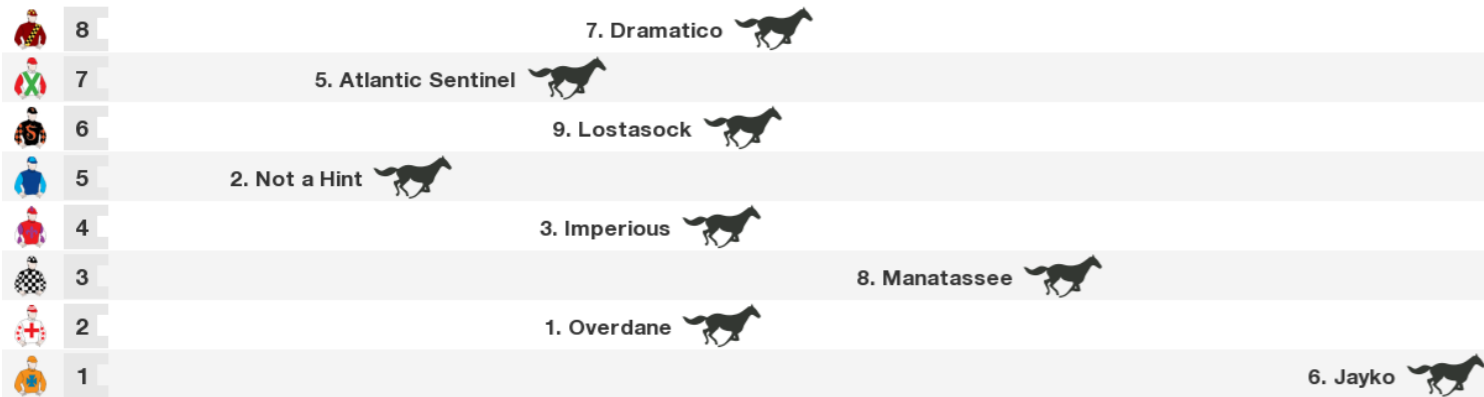 8 7. Dramatico
7 5. Atlantic Sentinel
6 9. Lostasock
5 2. Not a Hint
4 3. Imperious
3 8. Manatassee
2 1. Overdane
1 6. Jayko